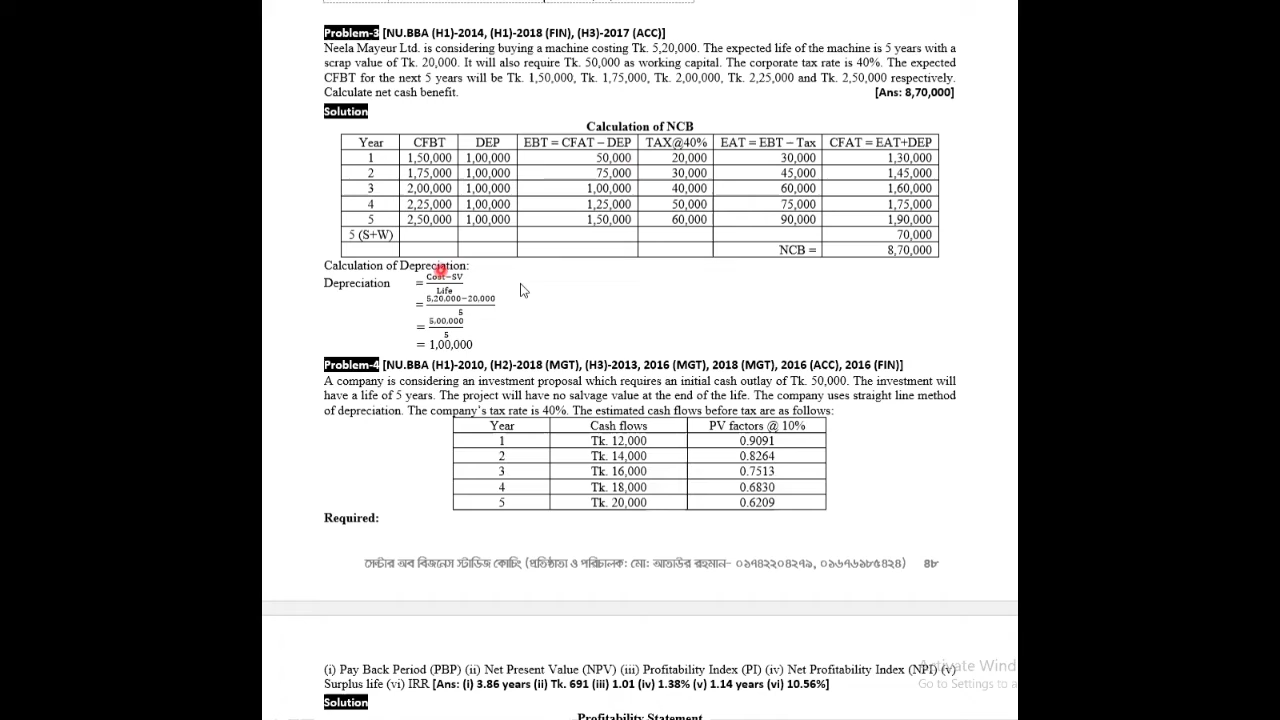 Problem-3 [NU.BBA (H1)-2014, (H1)-2018 (FIN), (H3)-2017 (ACC)]
Neela Mayeur Ltd. is considering buying a machine costing Tk. 5,20,000. The expected life of the machine is 5 years with a
scrap value of Tk. 20,000. It will also require Tk. 50,000 as working capital. The corporate tax rate is 40%. The expected
CFBT for the next 5 years will be Tk. 1,50,000, Tk. 1,75,000, Tk. 2,00,000, Tk. 2,25,000 and Tk. 2,50,000 respectively.
Calculate net cash benefit. [Ans: 8,70,000]
Solution
Calculation of NCB
Year CFBT DEP EBT = CFAT – DEP TAX@40% EAT = EBT – Tax CFAT = EAT+DEP
1 1,50,000 1,00,000 50,000 20,000 30,000 1,30,000
2 1,75,000 1,00,000 75,000 30,000 45,000 1,45,000
3 2,00,000 1,00,000 1,00,000 40,000 60,000 1,60,000
4 2,25,000 1,00,000 1,25,000 50,000 75,000 1,75,000
5 2,50,000 1,00,000 1,50,000 60,000 90,000 1,90,000
5 (S+W) 70,000
NCB = 8,70,000
Calculation of Depreciation:
Depreciation = Cost−SV
Life
= 5,20,000−20,000
5
= 5,00,000
5
= 1,00,000
Problem-4 [NU.BBA (H1)-2010, (H2)-2018 (MGT), (H3)-2013, 2016 (MGT), 2018 (MGT), 2016 (ACC), 2016 (FIN)]
A company is considering an investment proposal which requires an initial cash outlay of Tk. 50,000. The investment will
have a life of 5 years. The project will have no salvage value at the end of the life. The company uses straight line method
of depreciation. The company's tax rate is 40%. The estimated cash flows before tax are as follows:
Year Cash flows PV factors @ 10%
1 Tk. 12,000 0.9091
2 Tk. 14,000 0.8264
3 Tk. 16,000 0.7513
4 Tk. 18,000 0.6830
5 Tk. 20,000 0.6209
Required:
সেন্টার অব বিজনেস স্টাডিজ কোচিং (প্রতিষ্ঠাতা ও পরিচালক: মো: আতাউর রহমান- ০১৭৪২২০৪২৭৯, ০১৬৭৬১৮৫৪২৪) ৪৮
(i) Pay Back Period (PBP) (ii) Net Present Value (NPV) (iii) Profitability Index (PI) (iv) Net Profitability Index (NPI) (v)
Surplus life (vi) IRR [Ans: (i) 3.86 years (ii) Tk. 691 (iii) 1.01 (iv) 1.38% (v) 1.14 years (vi) 10.56%]
Activate Wind
Go to Settings to a
Solution
Profitability Statement